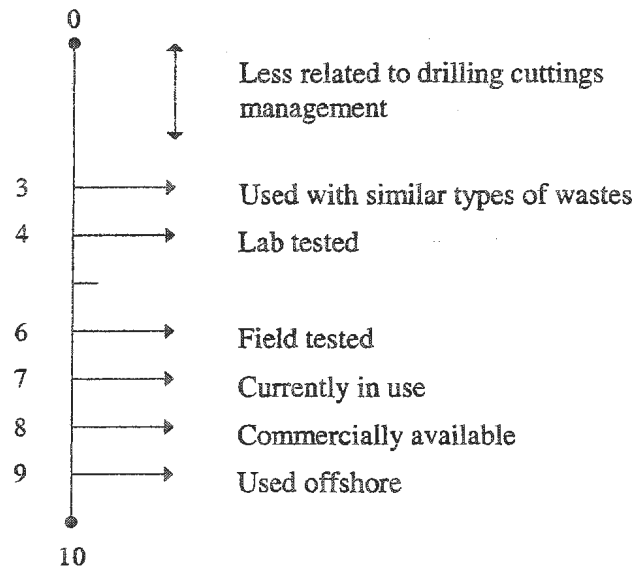 0
Less related to drilling cuttings
management
3 Used with similar types of wastes
4 Lab tested
6 Field tested
7 Currently in use
8 Commercially available
9 Used offshore
10